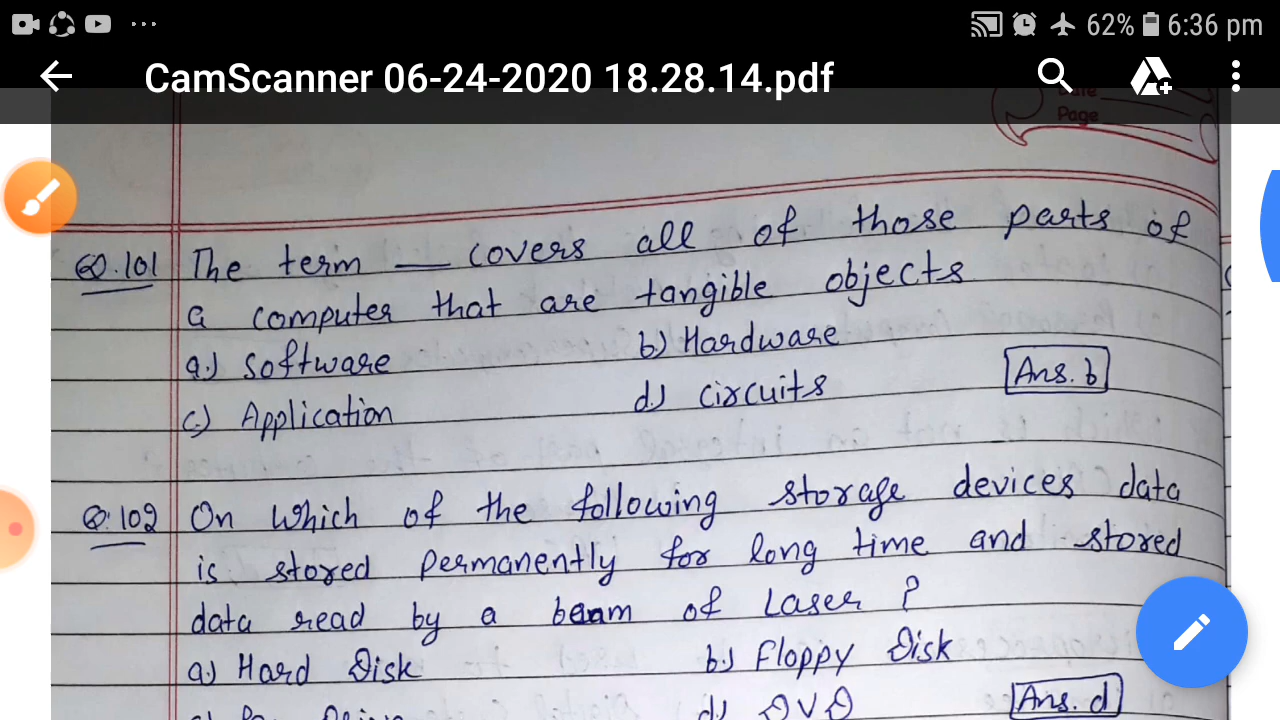 62% 6:36 pm
CamScanner 06-24-2020 18.28.14.pdf
Date
Page
Q.101 The term __ covers all of those parts of
a computer that are tangible objects
a.) Software b.) Hardware
c.) Application d.) Circuits Ans. b
Q.102 On which of the following storage devices data
is stored permanently for long time and stored
data read by a beam of Laser ?
a.) Hard Disk b.) Floppy Disk
d.) DVD Ans. d